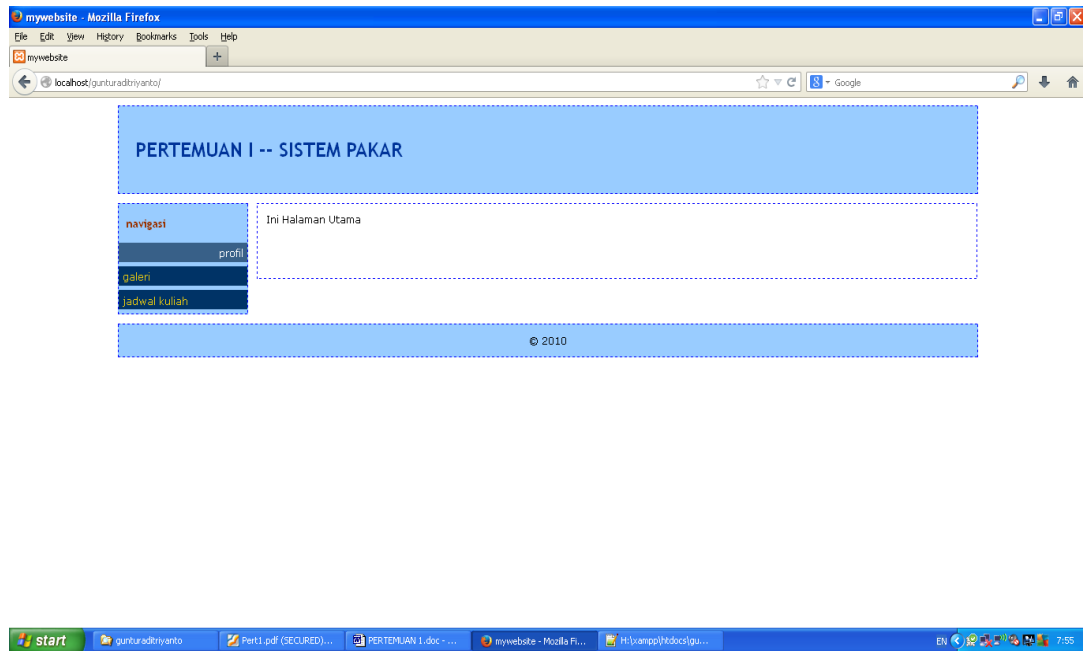 mywebsite - Mozilla Firefox
File Edit View History Bookmarks Tools Help
mywebsite +
localhost/gunturaditriyanto/ Google
PERTEMUAN I -- SISTEM PAKAR
navigasi
profil
galeri
jadwal kuliah
Ini Halaman Utama
© 2010
start gunturaditriyanto Pert1.pdf (SECURED)... PERTEMUAN 1.doc - ... mywebsite - Mozilla Fi... H:\xampp\htdocs\gu... EN 7:55